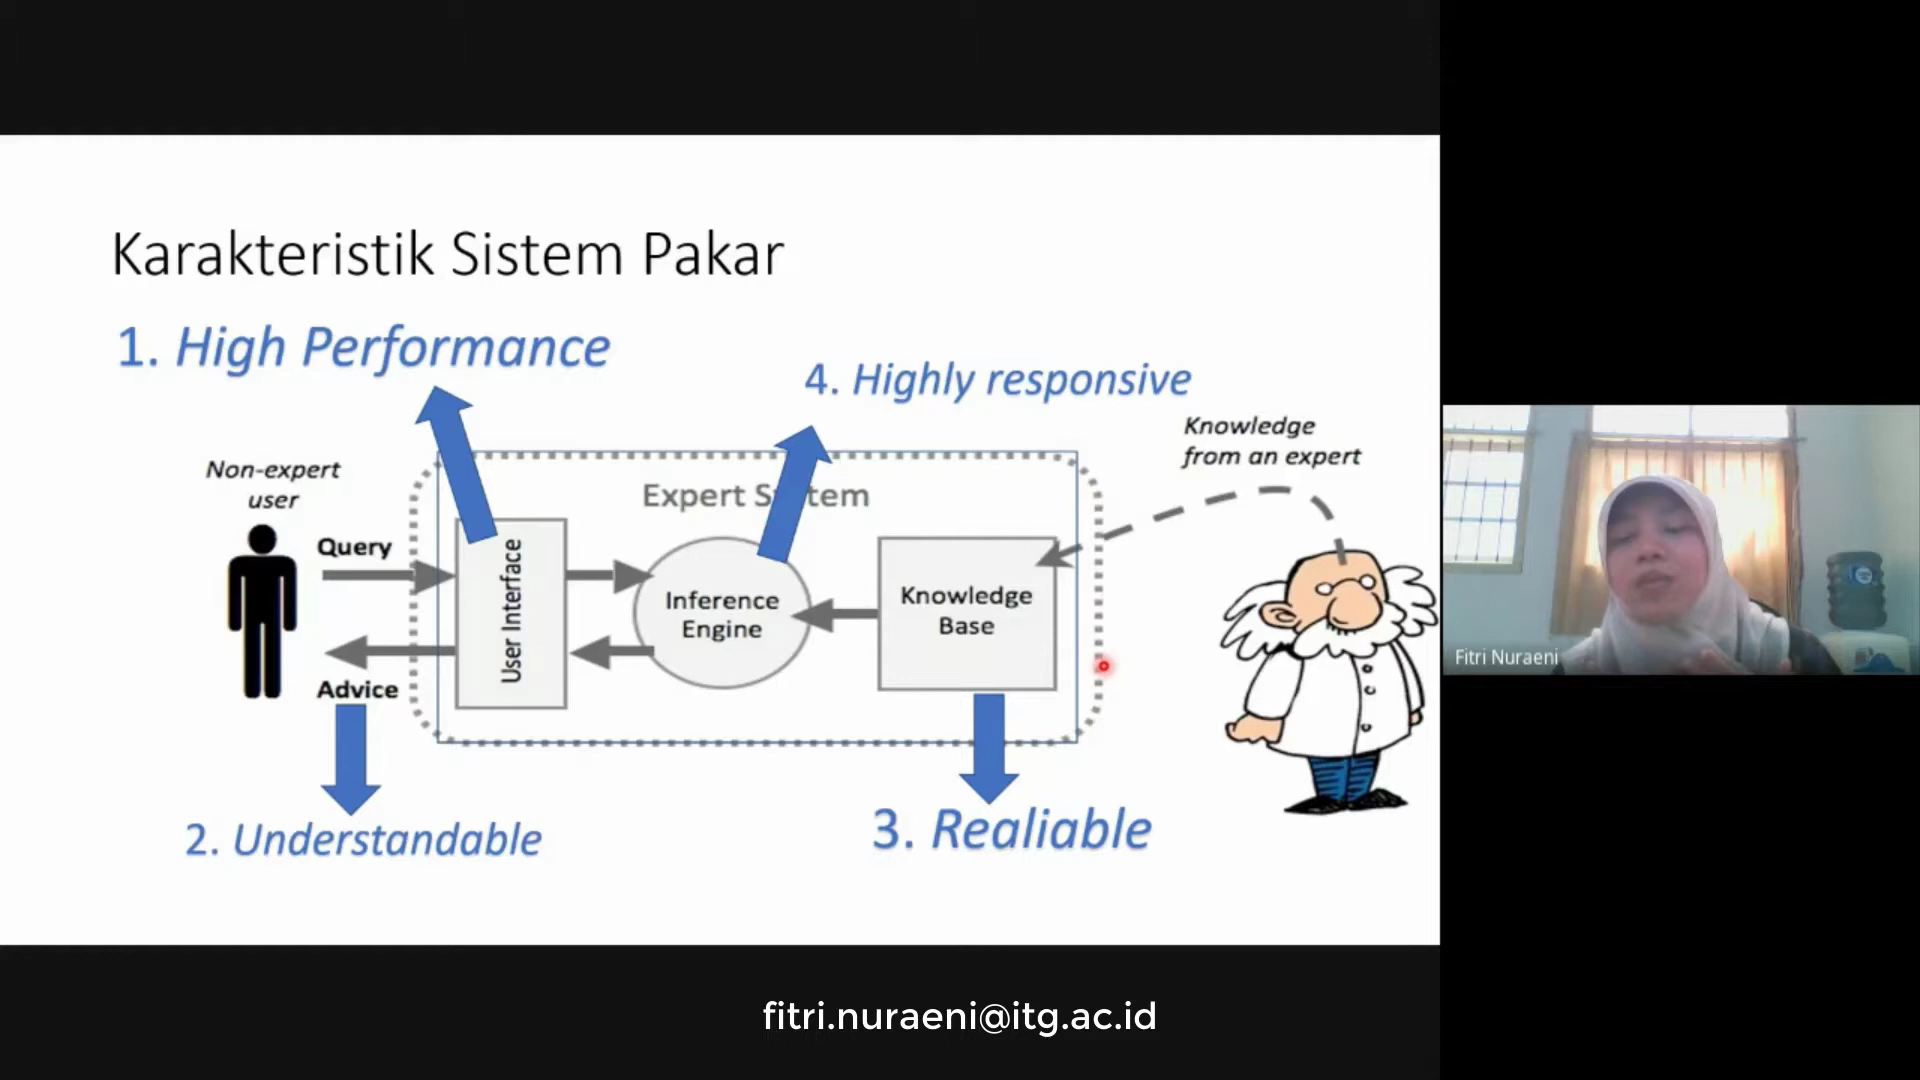 Karakteristik Sistem Pakar
1. High Performance
4. Highly responsive
Knowledge
from an expert
Non-expert
user
Expert S tem
Query
User Interface
Inference
Engine
Knowledge
Base
Advice
2. Understandable
3. Realiable
Fitri Nuraeni
fitri.nuraeni@itg.ac.id